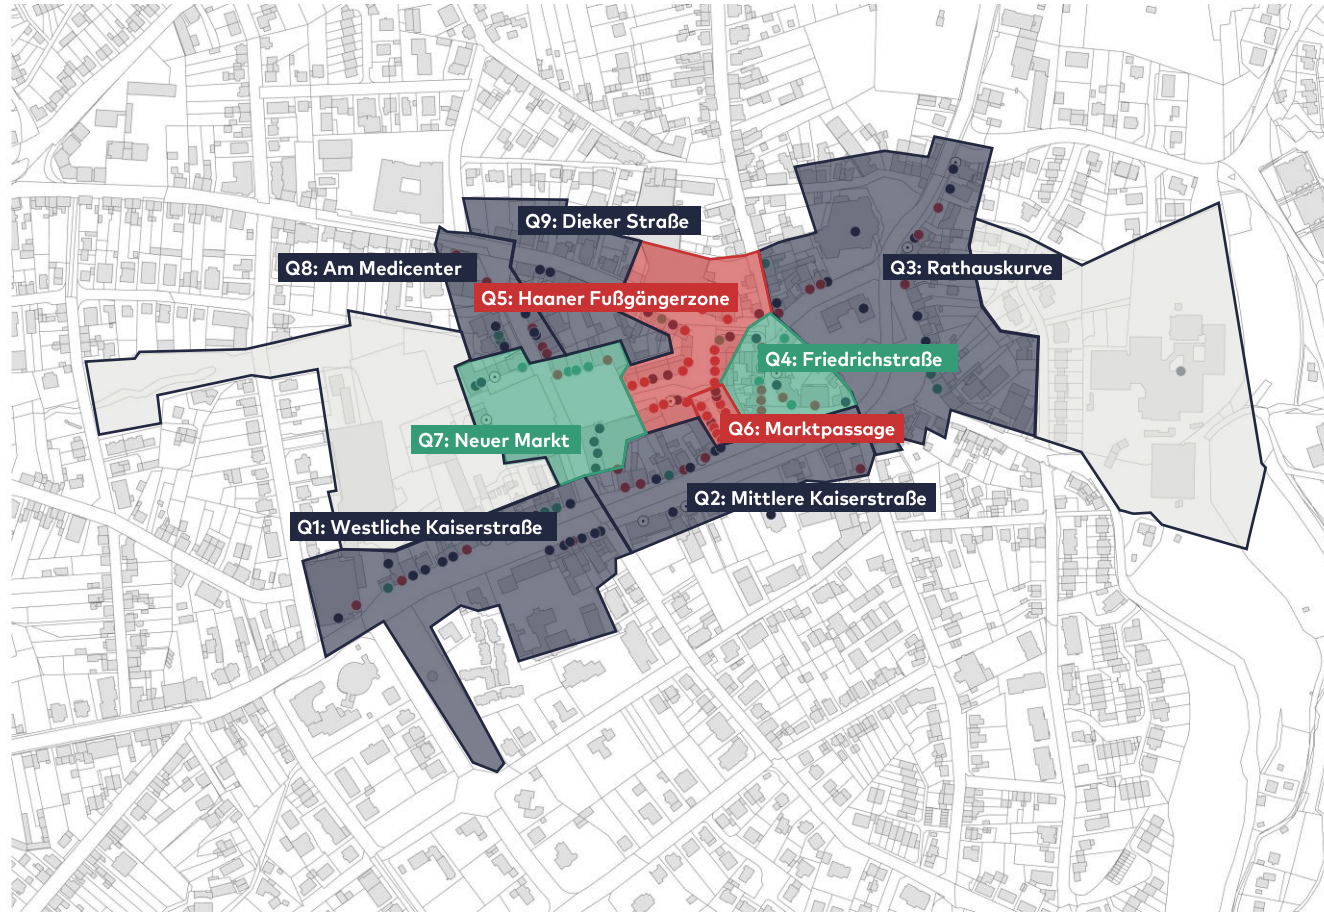 Q9: Dieker Straße
Q8: Am Medicenter
Q3: Rathauskurve
Q5: Haaner Fußgängerzone
Q4: Friedrichstraße
Q6: Marktpassage
Q7: Neuer Markt
Q2: Mittlere Kaiserstraße
Q1: Westliche Kaiserstraße